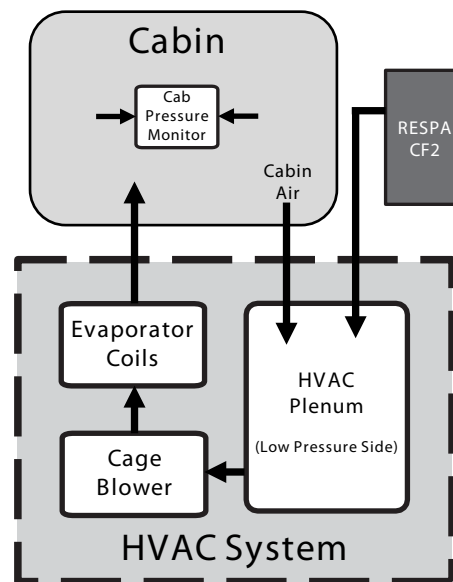 Cabin
Cab
Pressure
Monitor
RESPA
CF2
Cabin
Air
Evaporator
Coils
HVAC
Plenum
(Low Pressure Side)
Cage
Blower
HVAC System